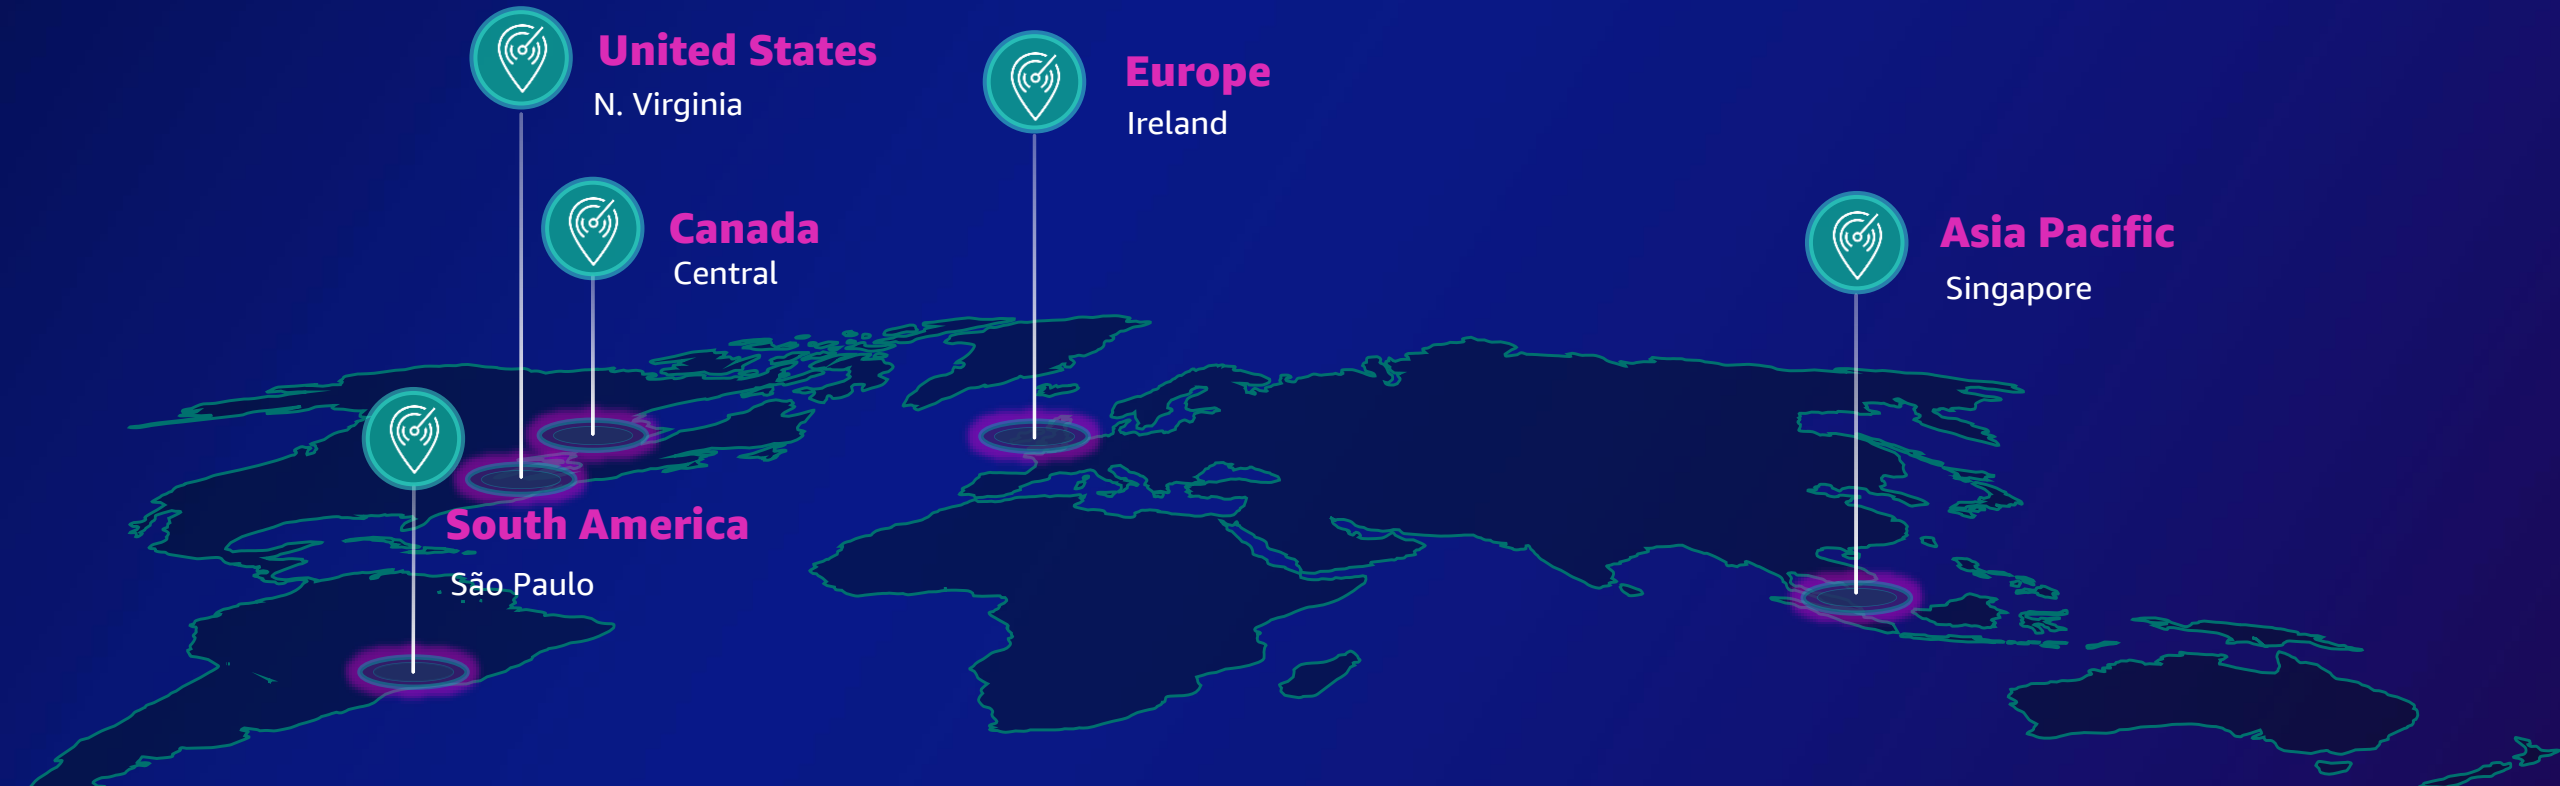 United States
N. Virginia
Europe
Ireland
Canada
Central
Asia Pacific
Singapore
South America
São Paulo